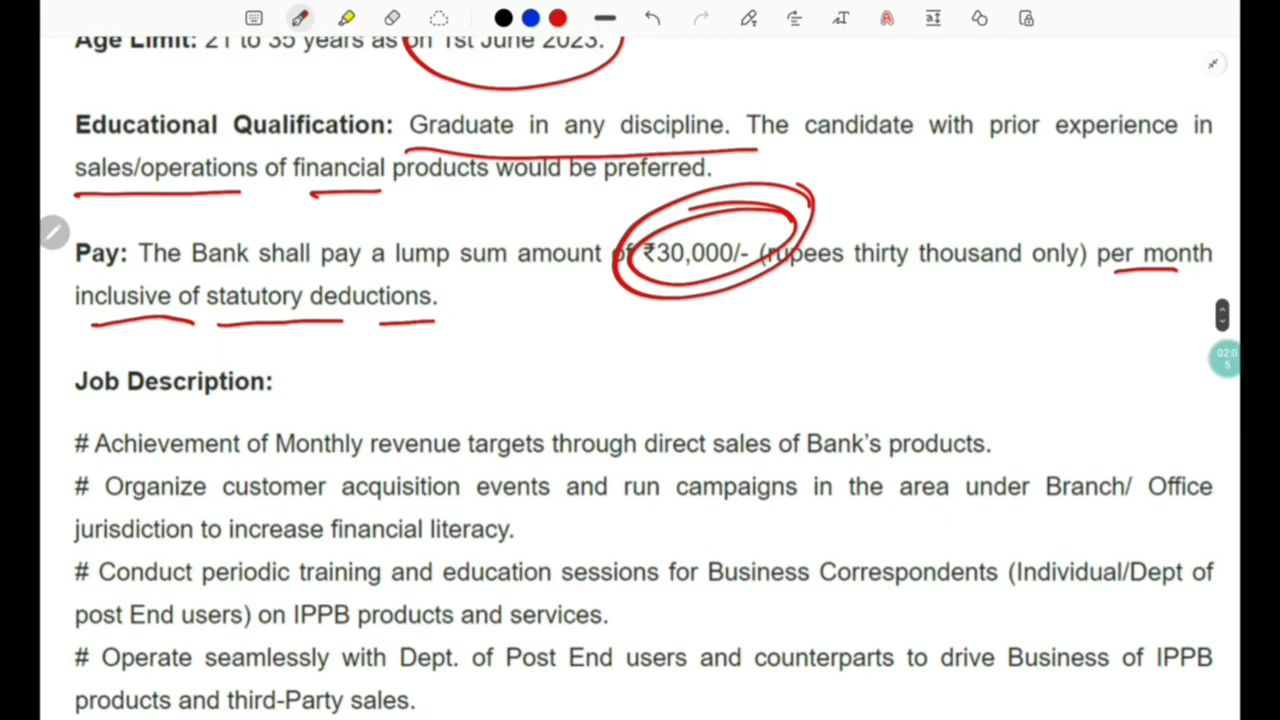 Age Limit: 21 to 35 years as on 1st June 2023.
Educational Qualification: Graduate in any discipline. The candidate with prior experience in
sales/operations of financial products would be preferred.
Pay: The Bank shall pay a lump sum amount of ₹30,000/- (rupees thirty thousand only) per month
inclusive of statutory deductions.
02:0
5
Job Description:
# Achievement of Monthly revenue targets through direct sales of Bank’s products.
# Organize customer acquisition events and run campaigns in the area under Branch/ Office
jurisdiction to increase financial literacy.
# Conduct periodic training and education sessions for Business Correspondents (Individual/Dept of
post End users) on IPPB products and services.
# Operate seamlessly with Dept. of Post End users and counterparts to drive Business of IPPB
products and third-Party sales.